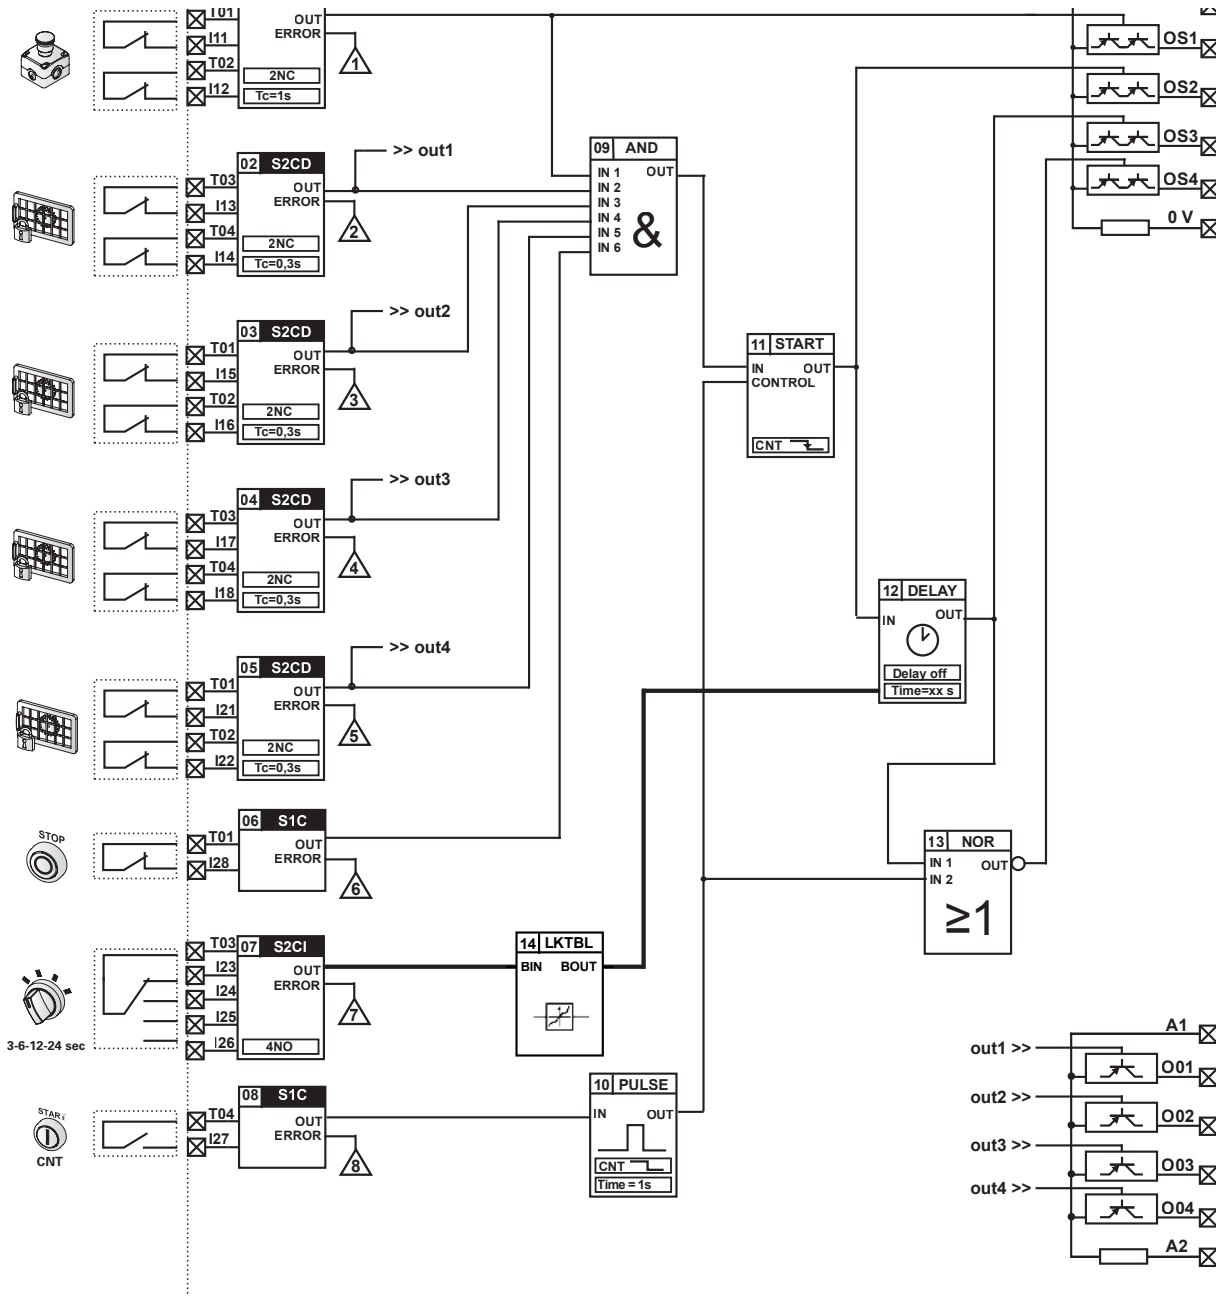 T01
OUT
ERROR
I11
1
T02
2NC
I12
Tc=1s
OS1
OS2
OS3
OS4
0 V
>> out1
02 S2CD
T03
OUT
ERROR
I13
2
T04
2NC
I14
Tc=0,3s
09 AND
IN 1 OUT
IN 2
IN 3
IN 4
IN 5
IN 6
&
>> out2
03 S2CD
T01
OUT
ERROR
I15
3
T02
2NC
I16
Tc=0,3s
11 START
IN OUT
CONTROL
CNT
>> out3
04 S2CD
T03
OUT
ERROR
I17
4
T04
2NC
I18
Tc=0,3s
12 DELAY
IN OUT
Delay off
Time=xx s
>> out4
05 S2CD
T01
OUT
ERROR
I21
5
T02
2NC
I22
Tc=0,3s
STOP
06 S1C
T01
OUT
ERROR
I28
6
13 NOR
IN 1 OUT
IN 2
≥1
07 S2CI
T03
OUT
ERROR
I23
I24
7
I25
I26
4NO
3-6-12-24 sec
14 LKTBL
BIN BOUT
08 S1C
START
T04
OUT
ERROR
I27
8
CNT
10 PULSE
IN OUT
CNT
Time = 1s
A1
out1 >>
O01
out2 >>
O02
out3 >>
O03
out4 >>
O04
A2